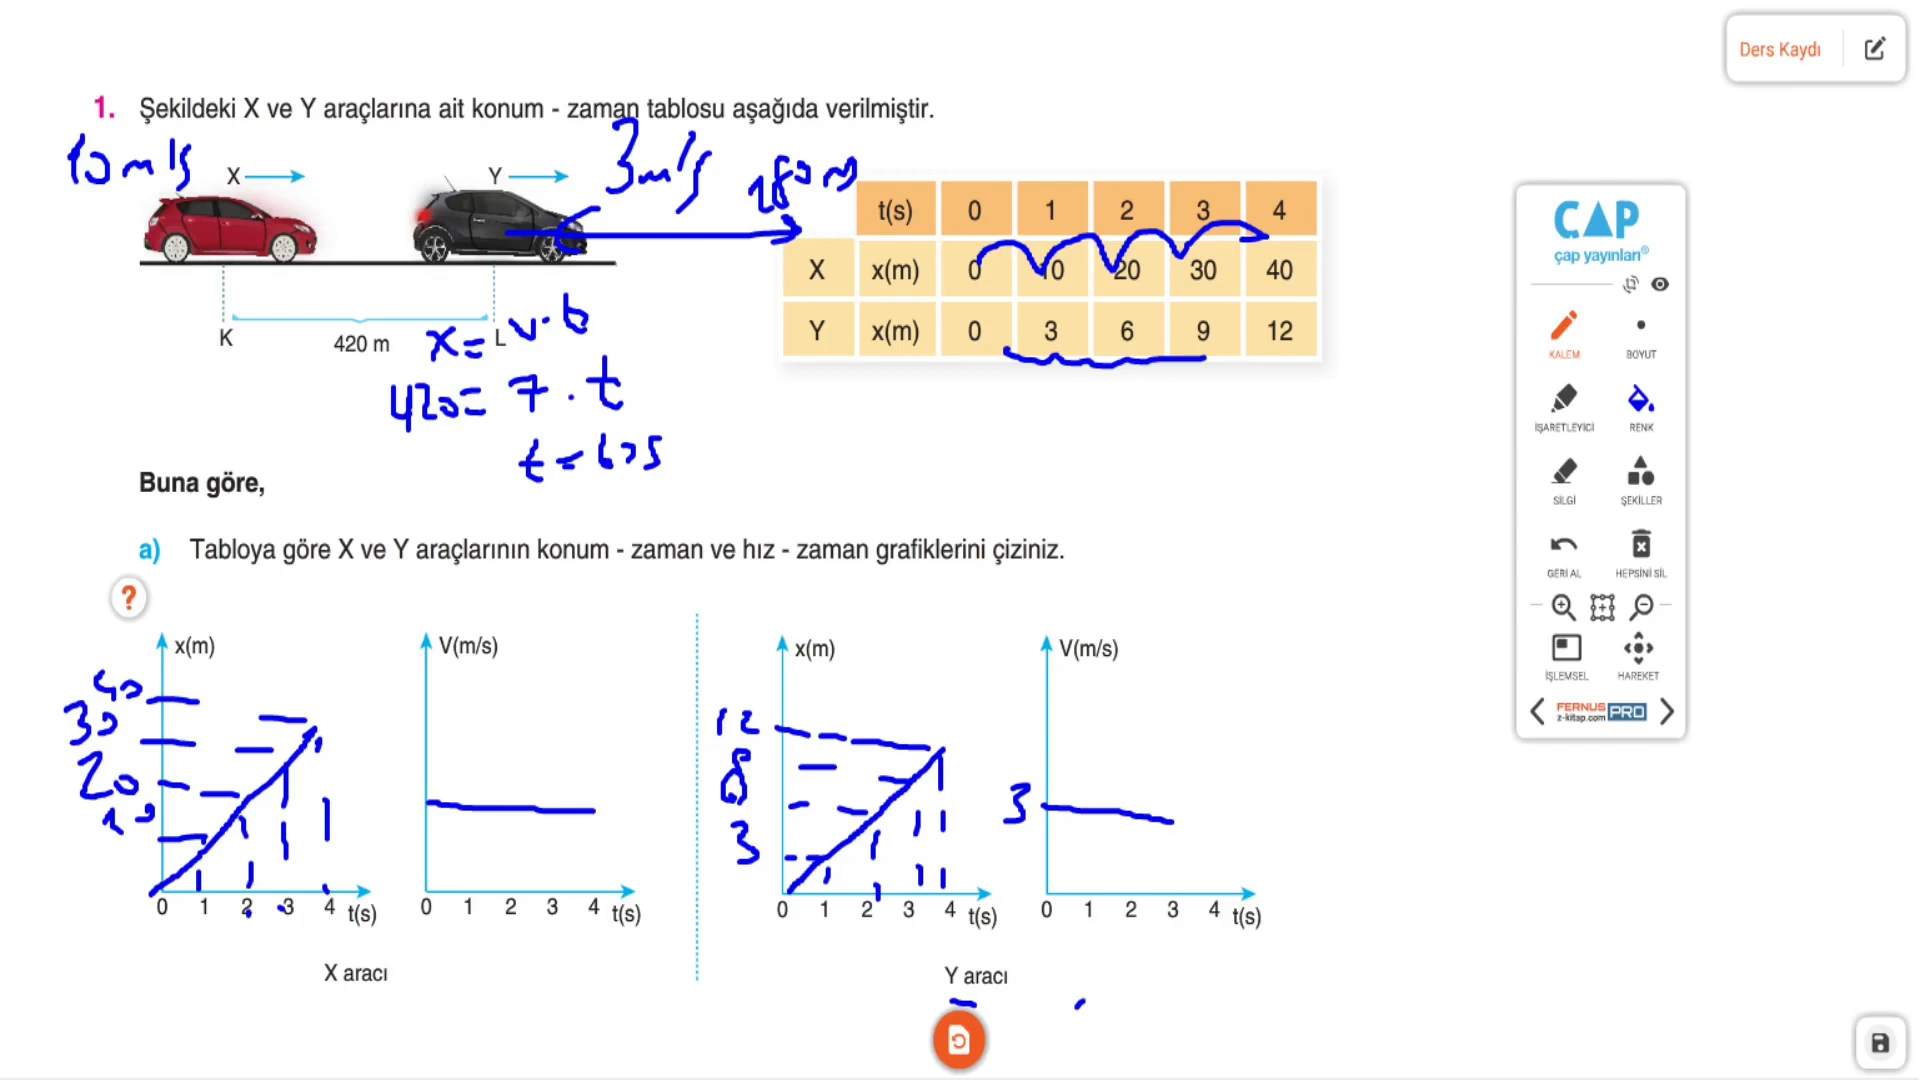 Ders Kaydı
1. Şekildeki X ve Y araçlarına ait konum - zaman tablosu aşağıda verilmiştir.
10 m/s
X
Y
3 m/s
180 m
t(s) 0 1 2 3 4
X x(m) 0 10 20 30 40
Y x(m) 0 3 6 9 12
K 420 m L
x = v · t
420 = 7 . t
t = 60 s
Buna göre,
a) Tabloya göre X ve Y araçlarının konum - zaman ve hız - zaman grafiklerini çiziniz.
?
x(m)
40
30
20
10
0 1 2 3 4 t(s)
V(m/s)
0 1 2 3 4 t(s)
X aracı
x(m)
12
3
0 1 2 3 4 t(s)
V(m/s)
3
0 1 2 3 4 t(s)
Y aracı
ÇAP
çap yayınları®
KALEM BOYUT
İŞARETLEYİCİ RENK
SİLGİ ŞEKİLLER
GERİ AL HEPSİNİ SİL
İŞLEMSEL HAREKET
FERNUS
z-kitap.com PRO